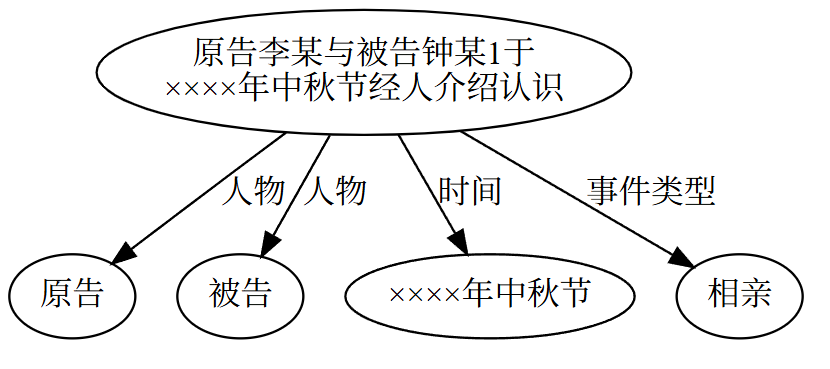 原告李某与被告钟某1于
××××年中秋节经人介绍认识
人物
人物
时间
事件类型
原告
被告
××××年中秋节
相亲